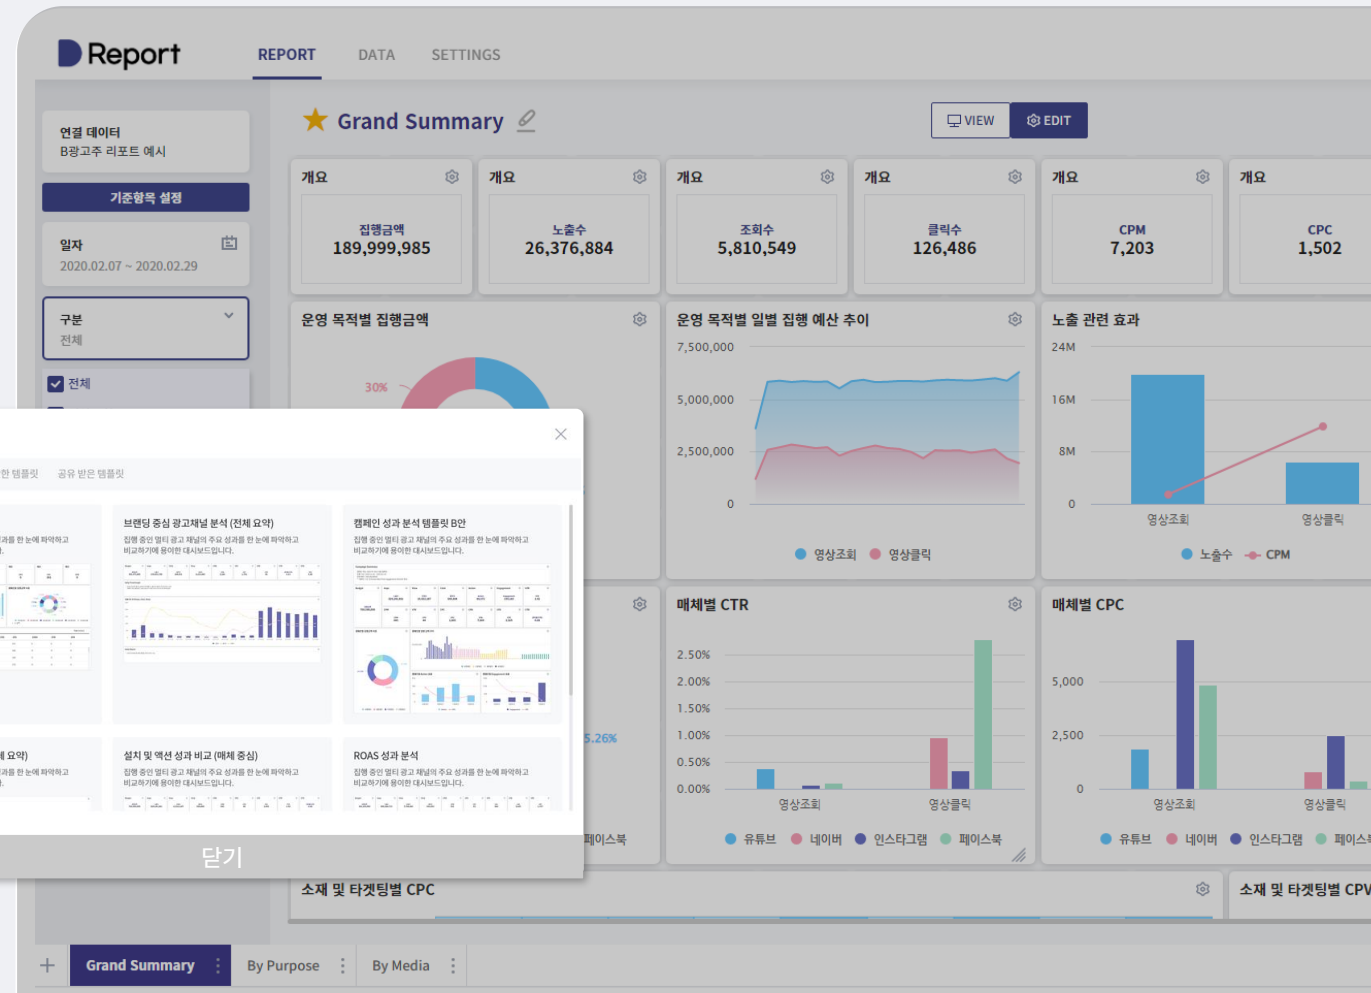 Report
REPORT
DATA
SETTINGS
연결 데이터
B광고주 리포트 예시
기준항목 설정
일자
2020.02.07 ~ 2020.02.29
구분
전체
전체
Grand Summary
VIEW
EDIT
개요
집행금액
189,999,985
개요
노출수
26,376,884
개요
조회수
5,810,549
개요
클릭수
126,486
개요
CPM
7,203
개요
CPC
1,502
운영 목적별 집행금액
30%
운영 목적별 일별 집행 예산 추이
7,500,000
5,000,000
2,500,000
0
영상조회
영상클릭
노출 관련 효과
24M
16M
8M
0
영상조회
영상클릭
노출수
CPM
한 템플릿
공유 받은 템플릿
과를 한 눈에 파악하고
브랜딩 중심 광고채널 분석 (전체 요약)
집행 중인 멀티 광고 채널의 주요 성과를 한 눈에 파악하고
비교하기에 용이한 대시보드입니다.
캠페인 성과 분석 템플릿 B안
집행 중인 멀티 광고 채널의 주요 성과를 한 눈에 파악하고
비교하기에 용이한 대시보드입니다.
요약)
과를 한 눈에 파악하고
설치 및 액션 성과 비교 (매체 중심)
집행 중인 멀티 광고 채널의 주요 성과를 한 눈에 파악하고
비교하기에 용이한 대시보드입니다.
ROAS 성과 분석
집행 중인 멀티 광고 채널의 주요 성과를 한 눈에 파악하고
비교하기에 용이한 대시보드입니다.
닫기
5.26%
페이스북
매체별 CTR
2.50%
2.00%
1.50%
1.00%
0.50%
0.00%
영상조회
영상클릭
유튜브
네이버
인스타그램
페이스북
매체별 CPC
5,000
2,500
0
영상조회
영상클릭
유튜브
네이버
인스타그램
페이스
소재 및 타겟팅별 CPC
소재 및 타겟팅별 CPV
Grand Summary
By Purpose
By Media